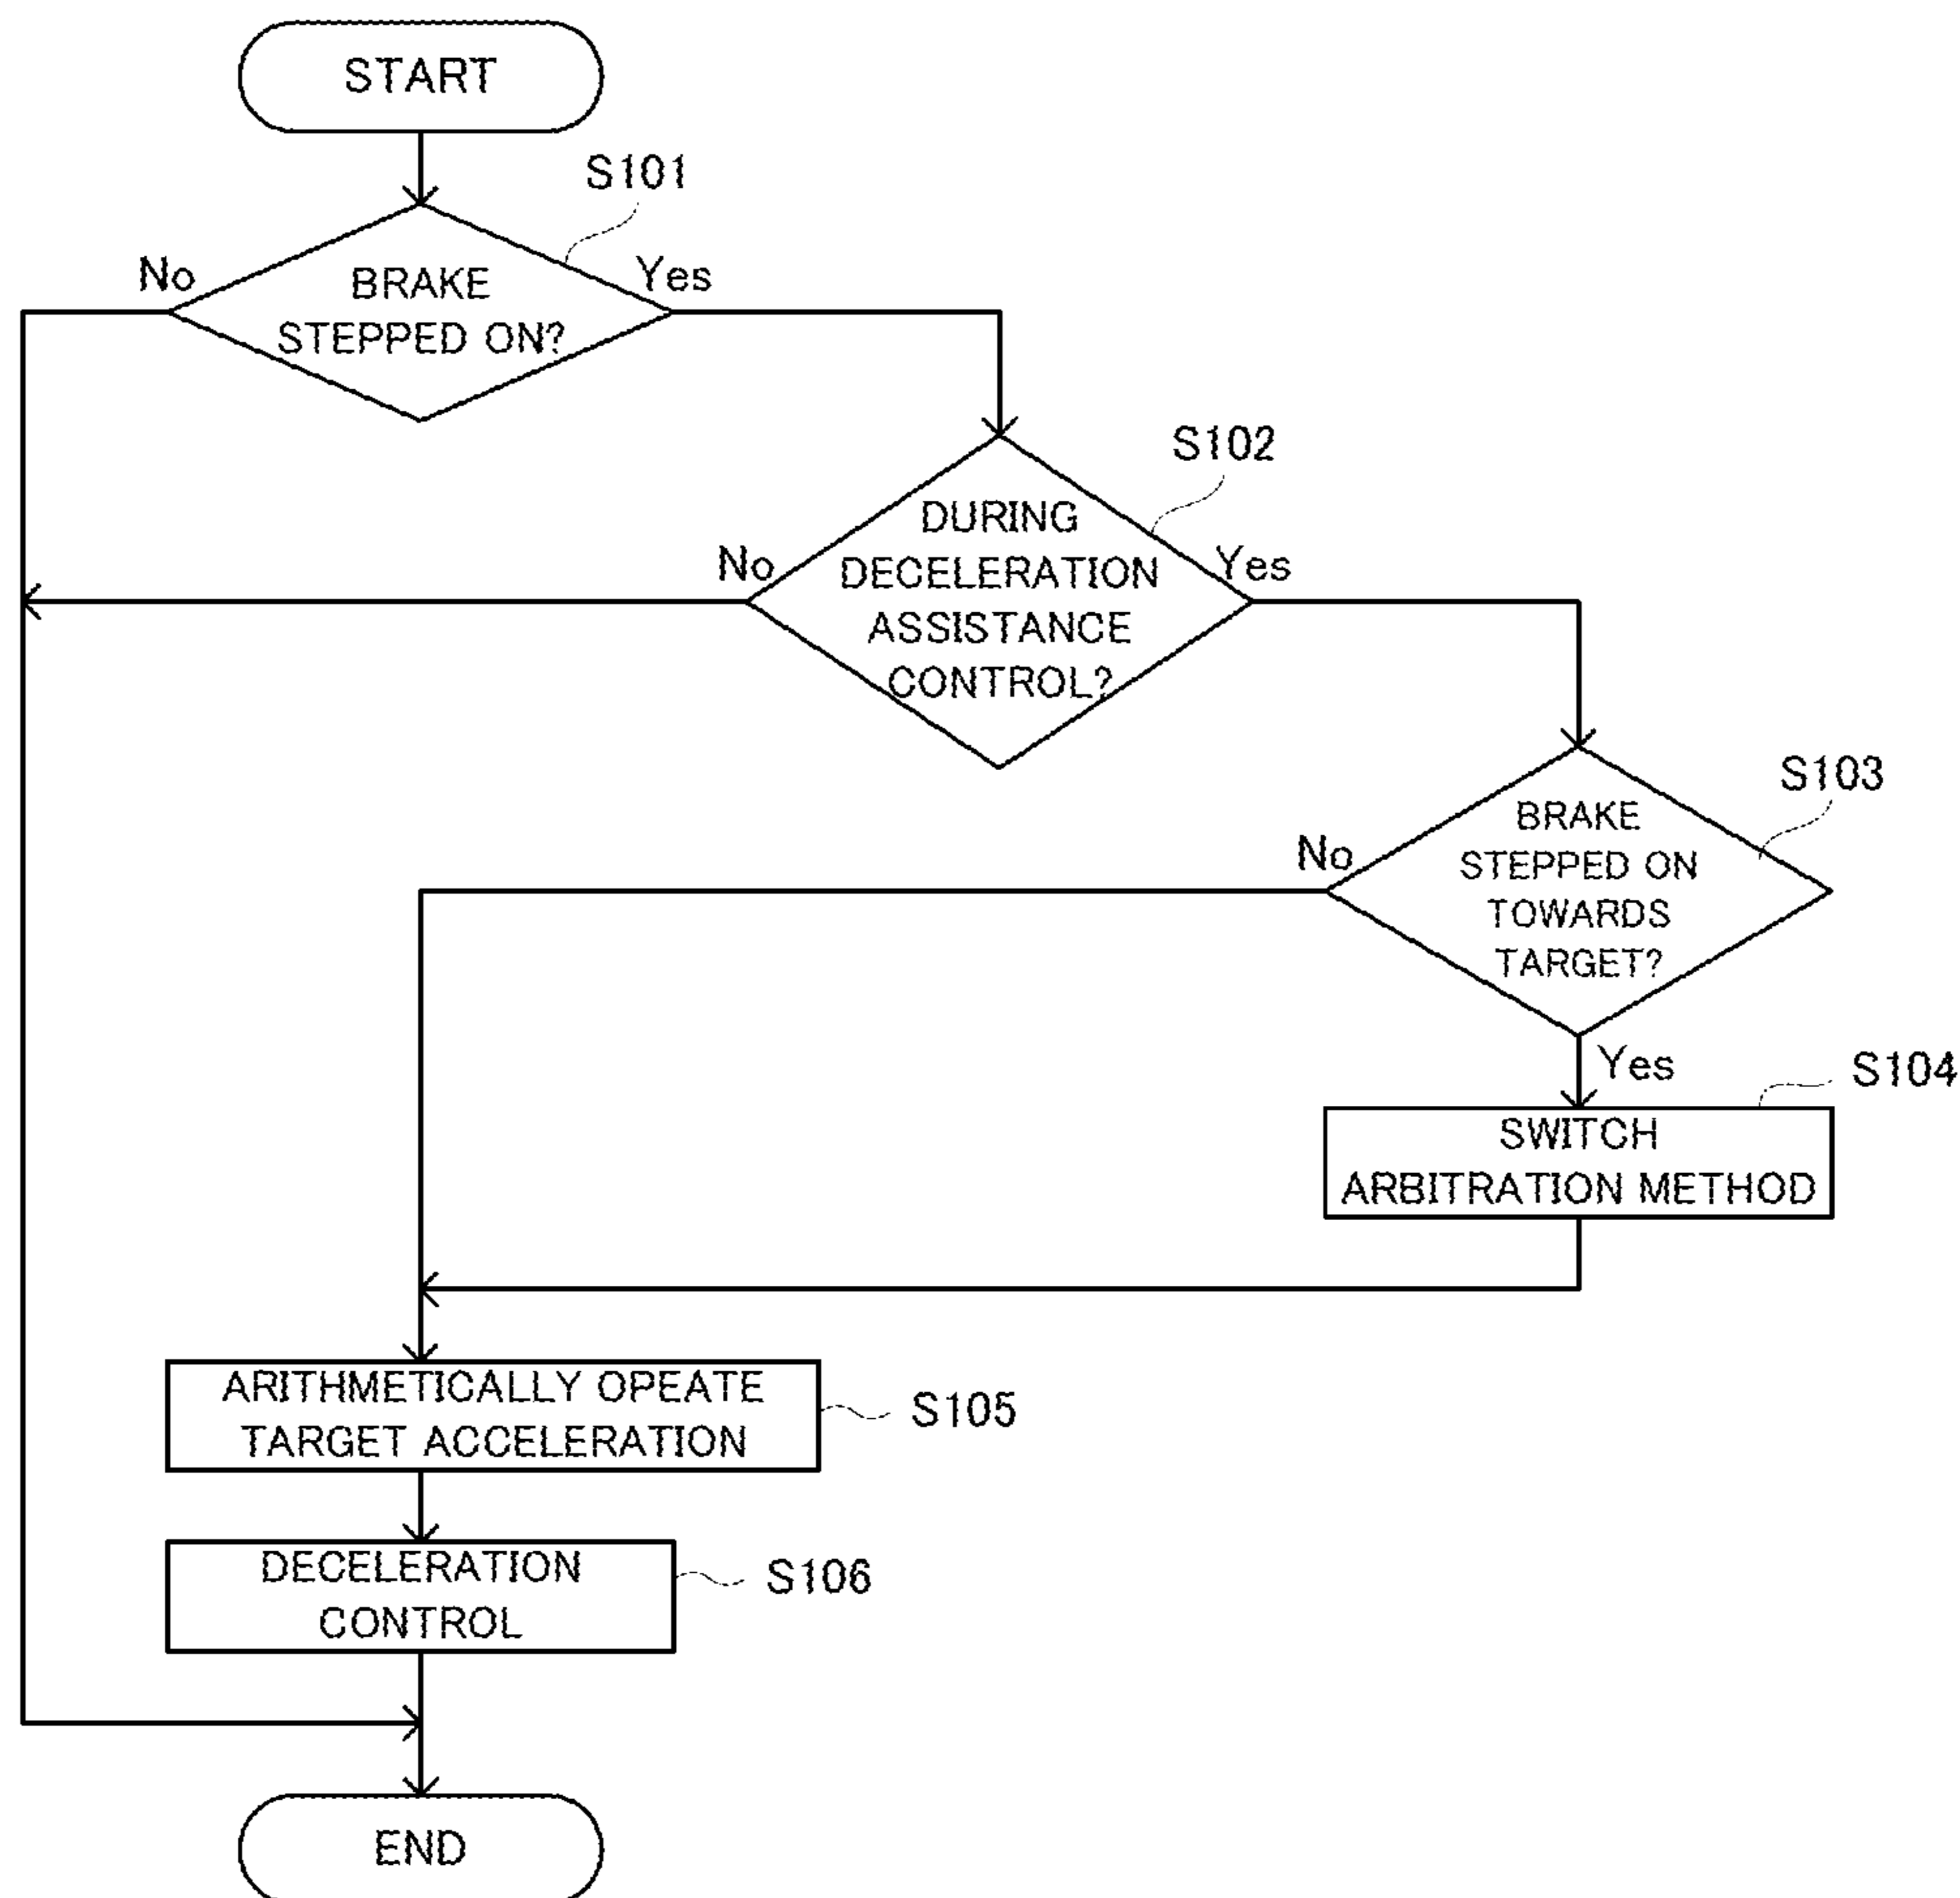 START
S101
No
Yes
BRAKE
STEPPED ON?
S102
DURING
DECELERATION
ASSISTANCE
CONTROL?
No
Yes
S103
BRAKE
STEPPED ON
TOWARDS
TARGET?
No
Yes
S104
SWITCH
ARBITRATION METHOD
ARITHMETICALLY OPEATE
TARGET ACCELERATION
S105
DECELERATION
CONTROL
S106
END